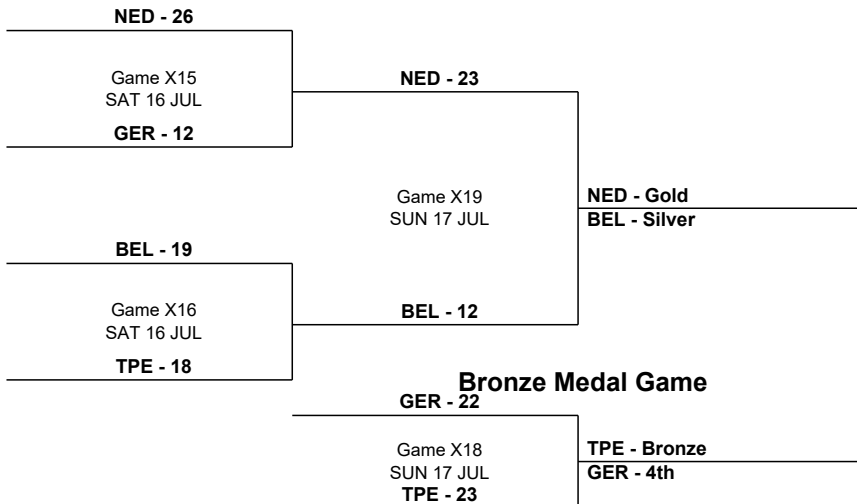 NED - 26
Game X15
SAT 16 JUL
GER - 12
NED - 23
Game X19
SUN 17 JUL
NED - Gold
BEL - Silver
BEL - 19
Game X16
SAT 16 JUL
TPE - 18
BEL - 12
Bronze Medal Game
GER - 22
Game X18
SUN 17 JUL
TPE - 23
TPE - Bronze
GER - 4th